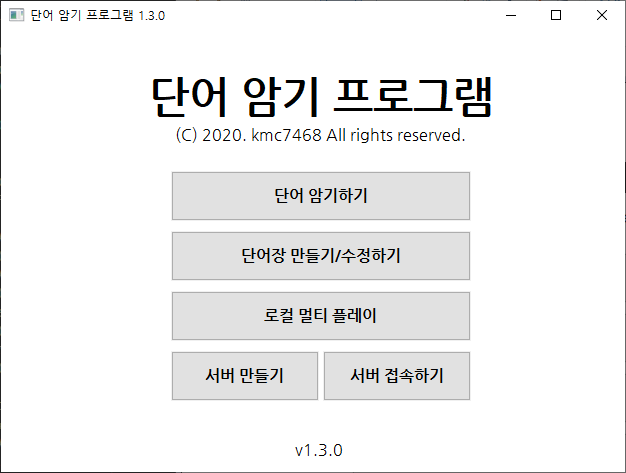 단어 암기 프로그램 1.3.0
단어 암기 프로그램
(C) 2020. kmc7468 All rights reserved.
단어 암기하기
단어장 만들기/수정하기
로컬 멀티 플레이
서버 만들기 서버 접속하기
v1.3.0